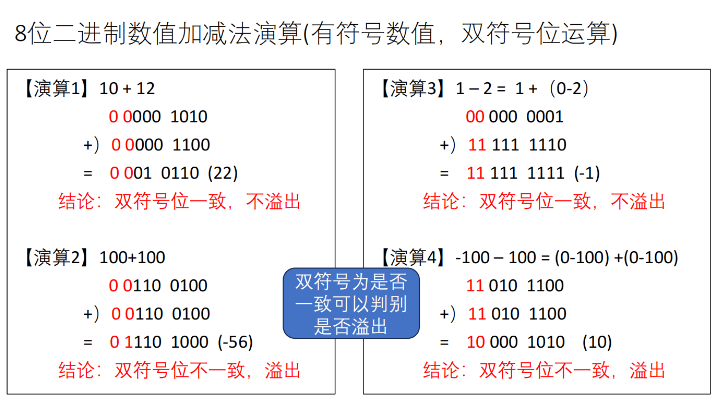 8位二进制数值加减法演算(有符号数值，双符号位运算)
【演算1】10 + 12
0 0000 1010
+） 0 0000 1100
= 0 001 0110 (22)
结论：双符号位一致，不溢出
【演算2】100+100
0 0110 0100
+） 0 0110 0100
= 0 1110 1000 (-56)
结论：双符号位不一致，溢出
【演算3】1 – 2 = 1 +（0-2）
00 000 0001
+） 11 111 1110
= 11 111 1111 (-1)
结论：双符号位一致，不溢出
【演算4】-100 – 100 = (0-100) +(0-100)
11 010 1100
+） 11 010 1100
= 10 000 1010 (10)
结论：双符号位不一致，溢出
双符号为是否
一致可以判别
是否溢出